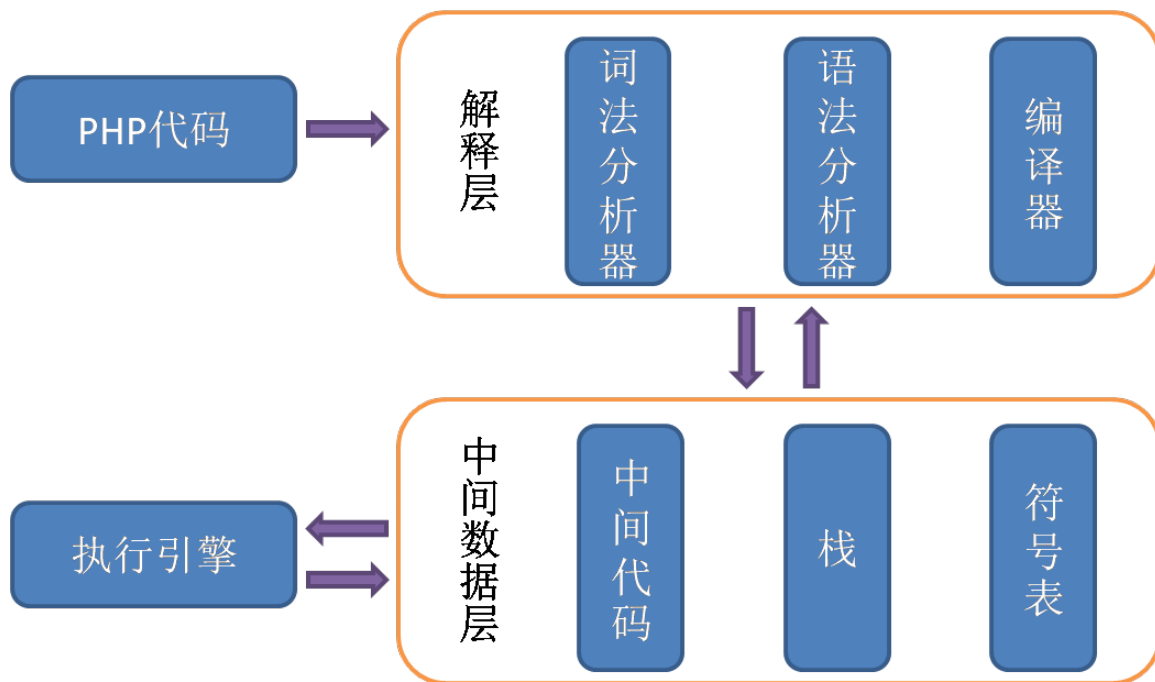 PHP代码
解释层
词法分析器
语法分析器
编译器
执行引擎
中间数据层
中间代码
栈
符号表